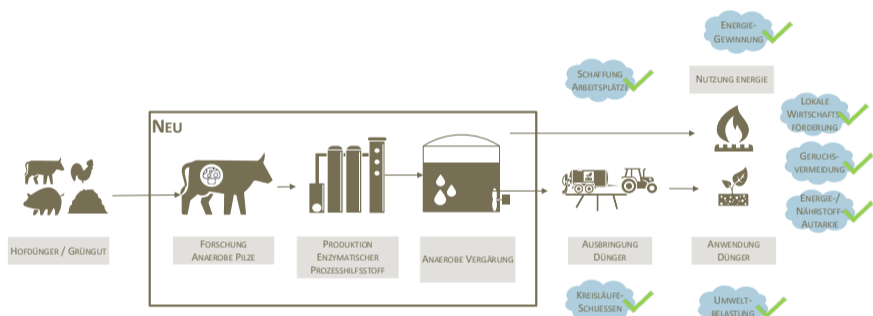 ENERGIE-
GEWINNUNG
SCHAFFUNG
ARBEITSPLÄTZE
NUTZUNG ENERGIE
LOKALE
WIRTSCHAFTS
FÖRDERUNG
NEU
GERUCHS-
VERMEIDUNG
ENERGIE-/
NÄHRSTOFF-
AUTARKIE
HOFDÜNGER / GRÜNGUT
FORSCHUNG
ANAEROBE PILZE
PRODUKTION
ENZYMATISCHER
PROZESSHILFSSTOFF
ANAEROBE VERGÄRUNG
AUSBRINGUNG
DÜNGER
ANWENDUNG
DÜNGER
KREISLÄUFE-
SCHLIESSEN
UMWELT-
BELASTUNG